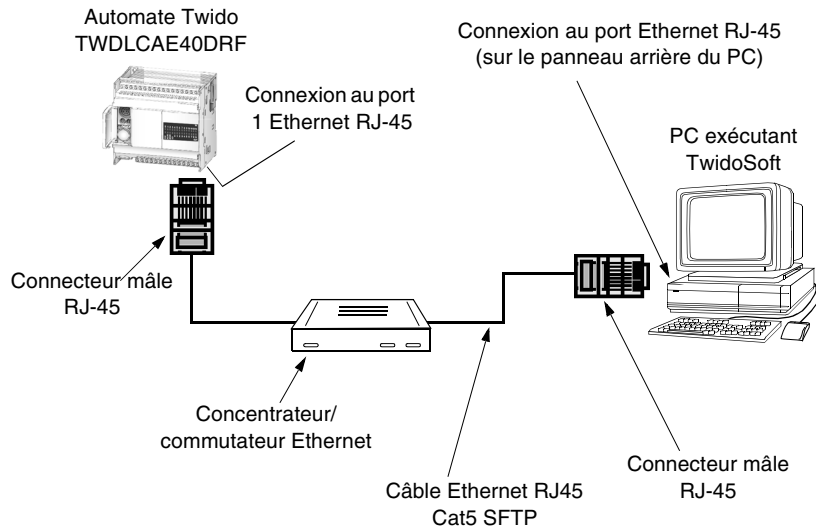 Automate Twido
TWDLCAE40DRF
Connexion au port Ethernet RJ-45
(sur le panneau arrière du PC)
Connexion au port
1 Ethernet RJ-45
PC exécutant
TwidoSoft
Connecteur mâle
RJ-45
Concentrateur/
commutateur Ethernet
Connecteur mâle
RJ-45
Câble Ethernet RJ45
Cat5 SFTP